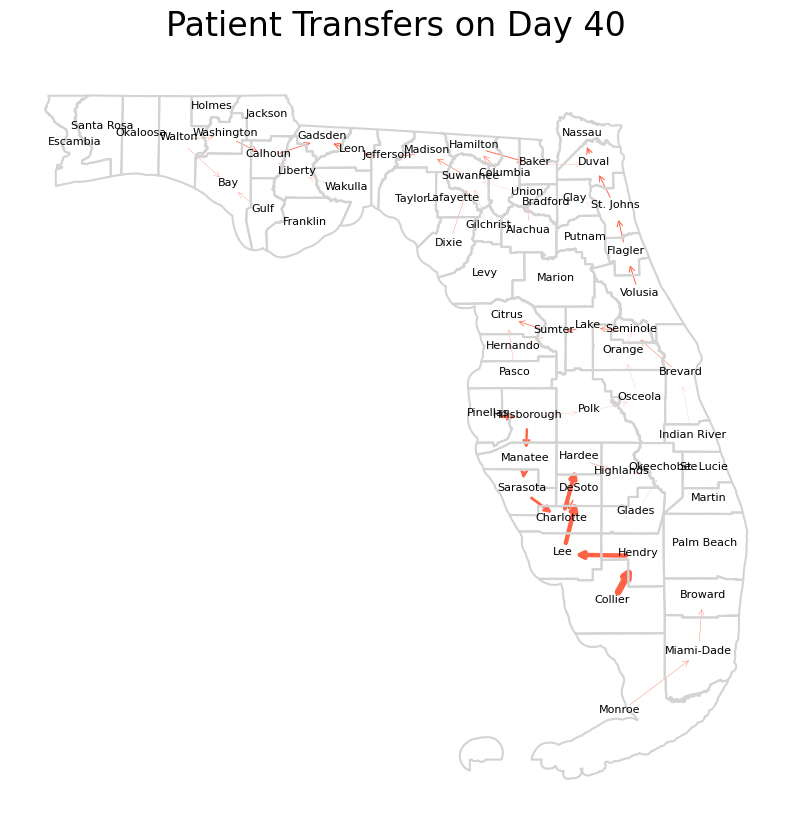 Patient Transfers on Day 40
Nassau
Holmes
Jackson
Santa Rosa
Okaloosa
Walton
Washington
Escambia
Gadsden
Leon
Calhoun
Jefferson
Madison
Hamilton
Baker
Duval
Liberty
Suwannee
Columbia
Bay
Wakulla
Union
Taylor
Lafayette
Bradford
Clay
St. Johns
Gulf
Franklin
Gilchrist
Alachua
Putnam
Dixie
Flagler
Levy
Marion
Volusia
Citrus
Sumter
Lake
Seminole
Hernando
Orange
Pasco
Brevard
Osceola
Pinellas
Hillsborough
Polk
Indian River
Manatee
Hardee
Highlands
Okeechobee
St. Lucie
Sarasota
DeSoto
Martin
Charlotte
Glades
Lee
Hendry
Palm Beach
Collier
Broward
Miami-Dade
Monroe